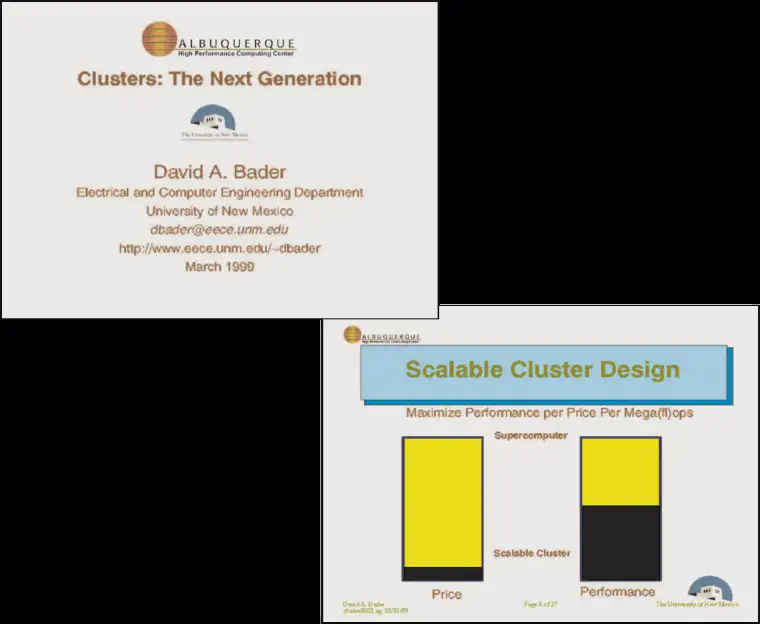 ALBUQUERQUE
High Performance Computing Center
Clusters: The Next Generation
The University of New Mexico
David A. Bader
Electrical and Computer Engineering Department
University of New Mexico
dbader@eece.unm.edu
http://www.eece.unm.edu/~dbader
March 1999
ALBUQUERQUE
High Performance Computing Center
Scalable Cluster Design
Maximize Performance per Price Per Mega(fl)ops
Supercomputer
Scalable Cluster
Price
Performance
David A. Bader
Page 6 of 27
The University of New Mexico